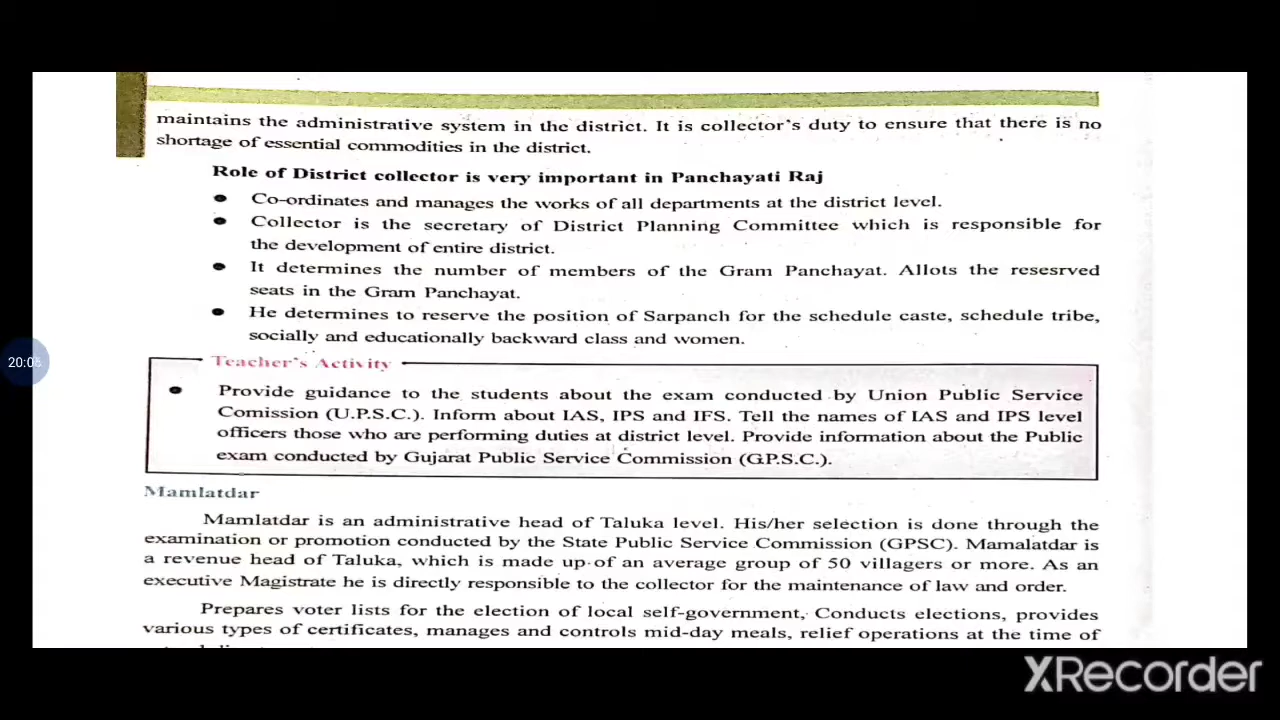 maintains the administrative system in the district. It is collector's duty to ensure that there is no
shortage of essential commodities in the district.
Role of District collector is very important in Panchayati Raj
• Co-ordinates and manages the works of all departments at the district level.
• Collector is the secretary of District Planning Committee which is responsible for
the development of entire district.
• It determines the number of members of the Gram Panchayat. Allots the resesrved
seats in the Gram Panchayat.
• He determines to reserve the position of Sarpanch for the schedule caste, schedule tribe,
socially and educationally backward class and women.
20:06
Teacher's Activity
• Provide guidance to the students about the exam conducted by Union Public Service
Comission (U.P.S.C.). Inform about IAS, IPS and IFS. Tell the names of IAS and IPS level
officers those who are performing duties at district level. Provide information about the Public
exam conducted by Gujarat Public Service Commission (G.P.S.C.).
Mamlatdar
Mamlatdar is an administrative head of Taluka level. His/her selection is done through the
examination or promotion conducted by the State Public Service Commission (GPSC). Mamalatdar is
a revenue head of Taluka, which is made up of an average group of 50 villagers or more. As an
executive Magistrate he is directly responsible to the collector for the maintenance of law and order.
Prepares voter lists for the election of local self-government, Conducts elections, provides
various types of certificates, manages and controls mid-day meals, relief operations at the time of
XRecorder